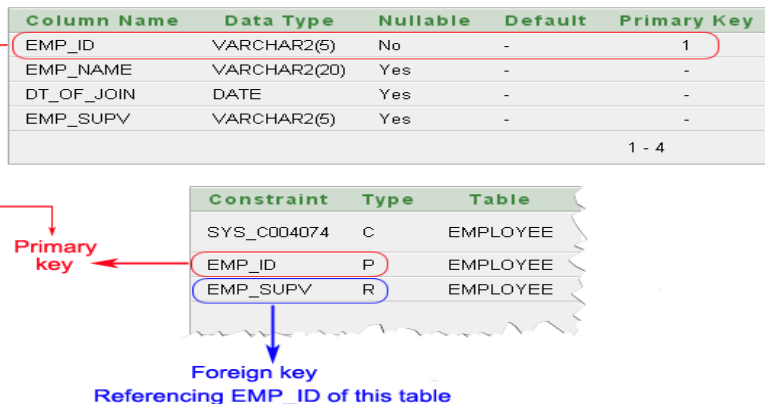 Column Name Data Type Nullable Default Primary Key
EMP_ID VARCHAR2(5) No - 1
EMP_NAME VARCHAR2(20) Yes - -
DT_OF_JOIN DATE Yes - -
EMP_SUPV VARCHAR2(5) Yes - -
1 - 4
Constraint Type Table
SYS_C004074 C EMPLOYEE
Primary key
EMP_ID P EMPLOYEE
EMP_SUPV R EMPLOYEE
Foreign key
Referencing EMP_ID of this table